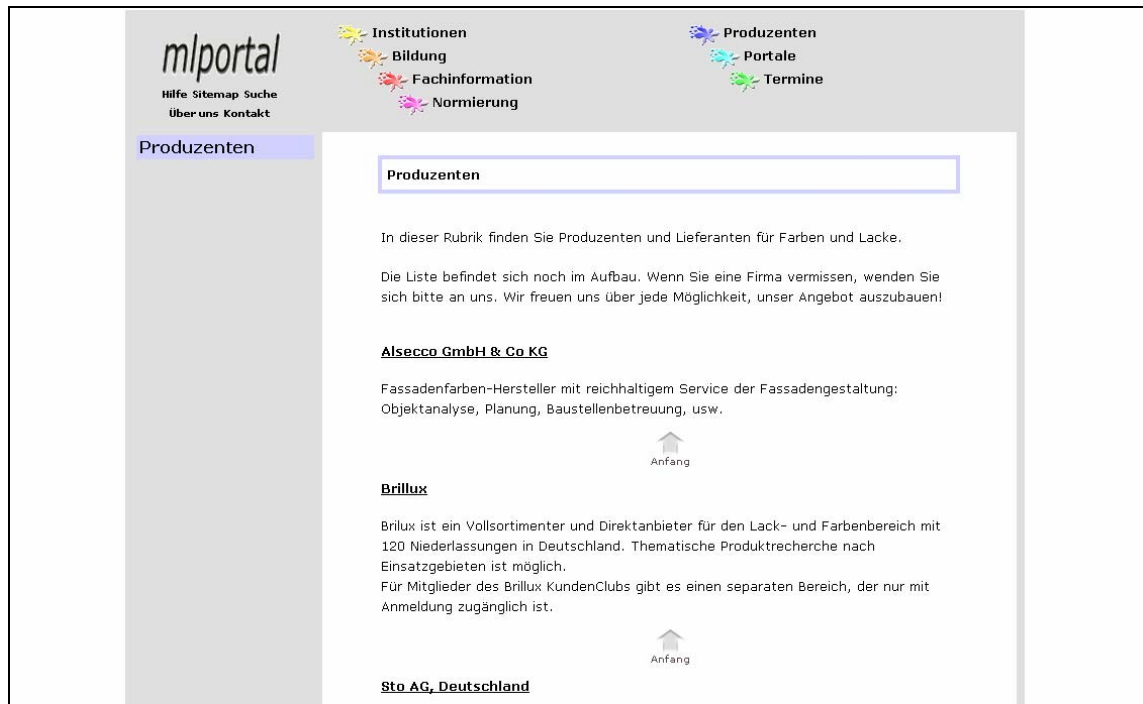 mlportal
Hilfe Sitemap Suche
Über uns Kontakt
Institutionen
Bildung
Fachinformation
Normierung
Produzenten
Portale
Termine
Produzenten
Produzenten
In dieser Rubrik finden Sie Produzenten und Lieferanten für Farben und Lacke.
Die Liste befindet sich noch im Aufbau. Wenn Sie eine Firma vermissen, wenden Sie
sich bitte an uns. Wir freuen uns über jede Möglichkeit, unser Angebot auszubauen!
Alsecco GmbH & Co KG
Fassadenfarben-Hersteller mit reichhaltigem Service der Fassadengestaltung:
Objektanalyse, Planung, Baustellenbetreuung, usw.
Anfang
Brillux
Brilux ist ein Vollsortimenter und Direktanbieter für den Lack- und Farbenbereich mit
120 Niederlassungen in Deutschland. Thematische Produktrecherche nach
Einsatzgebieten ist möglich.
Für Mitglieder des Brillux KundenClubs gibt es einen separaten Bereich, der nur mit
Anmeldung zugänglich ist.
Anfang
Sto AG, Deutschland